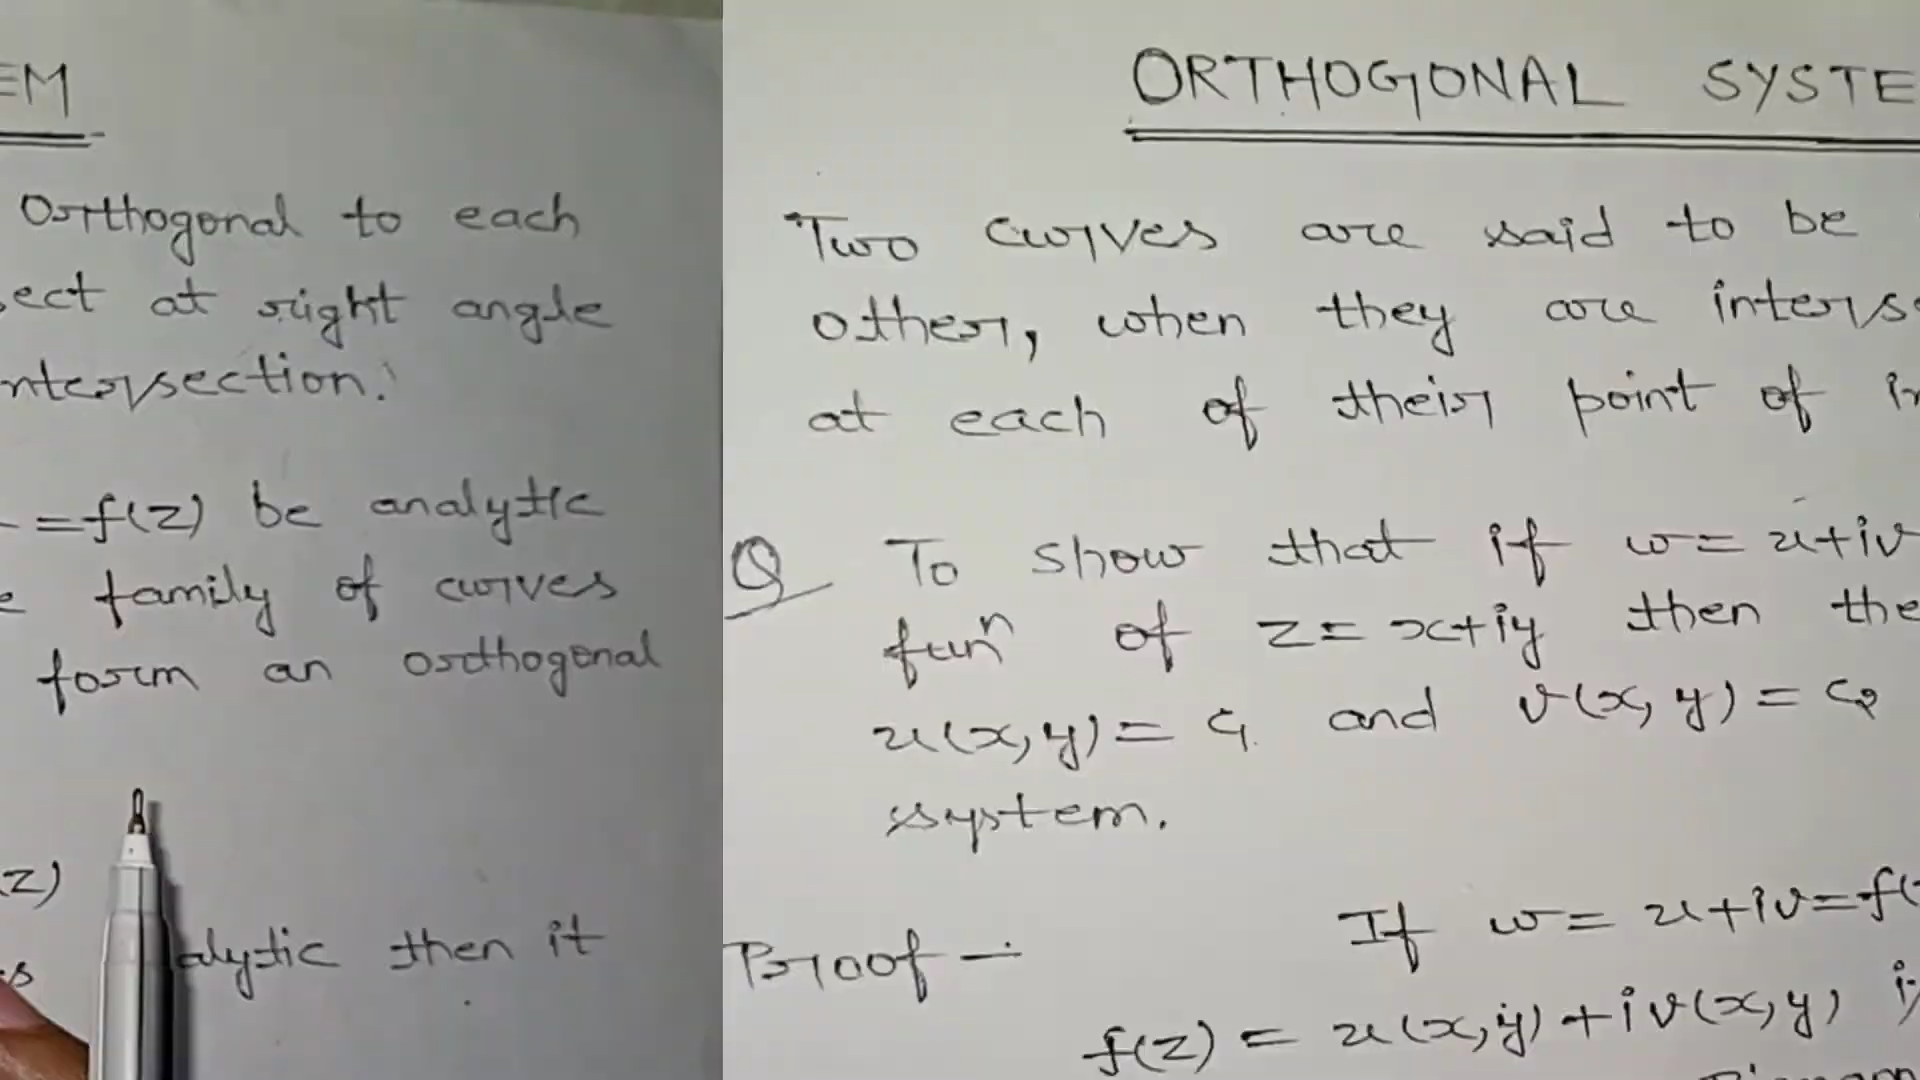 EM
Orthogonal to each
ect at right angle
ntersection.
=f(z) be analytic
e family of curves
form an orthogonal
z)
s alytic then it
ORTHOGONAL SYSTE
Two curves are said to be
other, when they are inters
at each of their point of in
Q To show that if w = u+iv
funⁿ of z = x+iy then the
u(x,y) = c₁ and v(x,y) = c₂
system.
Proof — If w = u+iv=f(
f(z) = u(x,y)+iv(x,y) i